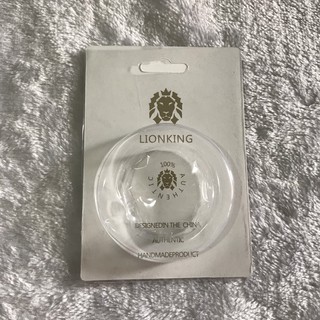 LIONKING
100%
AUTHENTIC
DESIGNEDIN THE CHINA
AUTHENTIC
HANDMADEPRODUCT